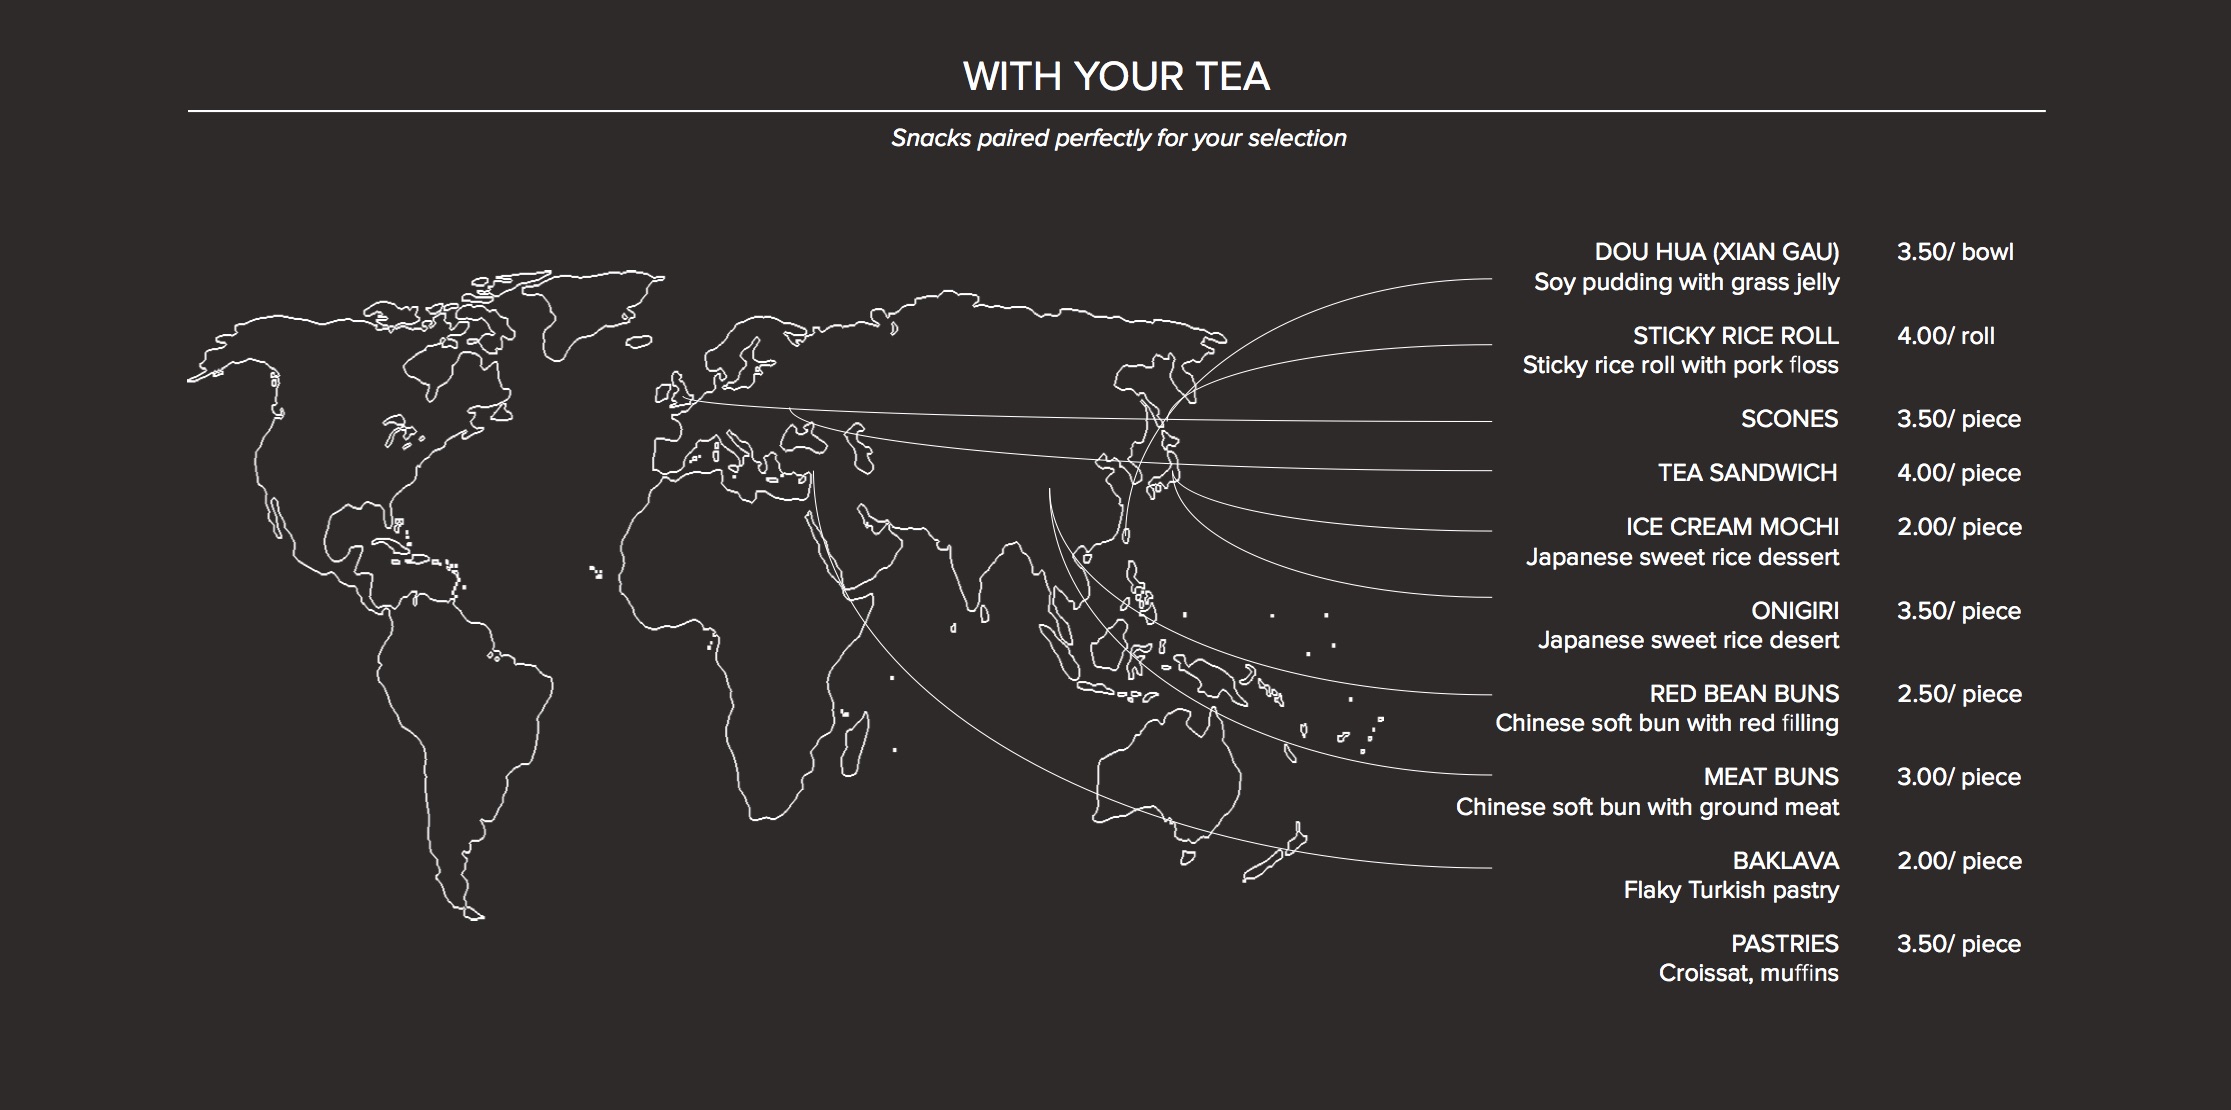 WITH YOUR TEA
Snacks paired perfectly for your selection
DOU HUA (XIAN GAU) 3.50/ bowl
Soy pudding with grass jelly
STICKY RICE ROLL 4.00/ roll
Sticky rice roll with pork floss
SCONES 3.50/ piece
TEA SANDWICH 4.00/ piece
ICE CREAM MOCHI 2.00/ piece
Japanese sweet rice dessert
ONIGIRI 3.50/ piece
Japanese sweet rice desert
RED BEAN BUNS 2.50/ piece
Chinese soft bun with red filling
MEAT BUNS 3.00/ piece
Chinese soft bun with ground meat
BAKLAVA 2.00/ piece
Flaky Turkish pastry
PASTRIES 3.50/ piece
Croissat, muffins